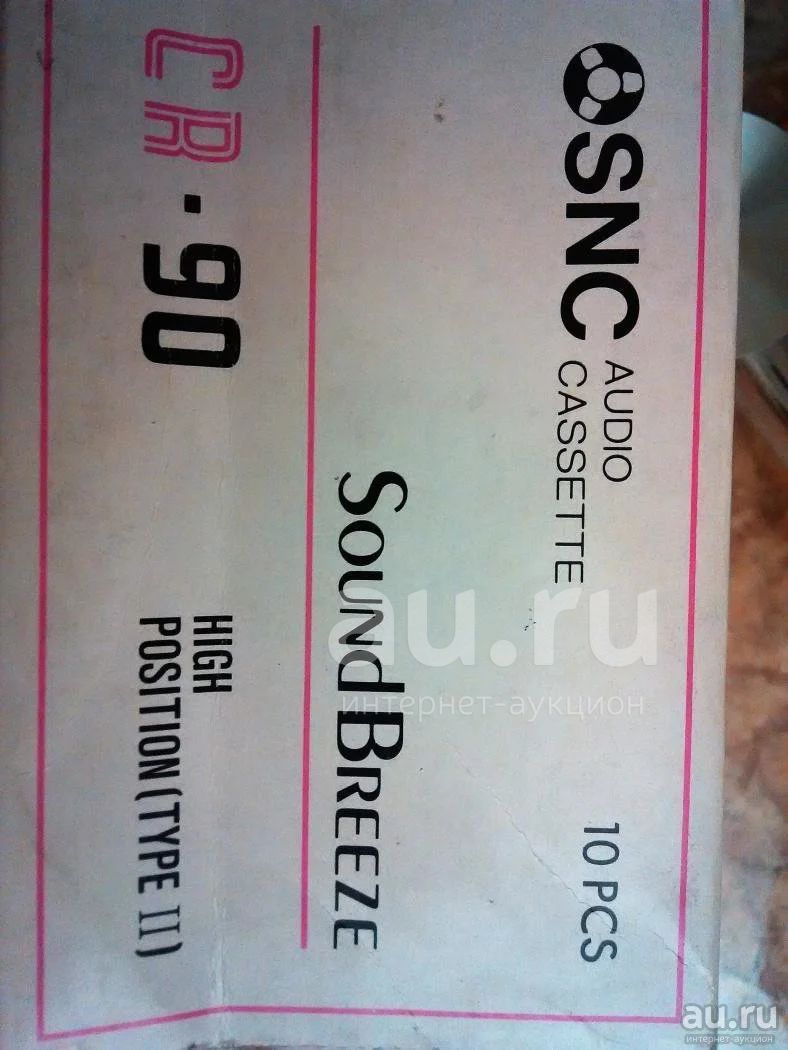 SNC AUDIO
CASSETTE
10 PCS
SoundBreeze
CR-90
HIGH
POSITION(TYPE II)
au.ru
интернет-аукцион
au.ru
интернет-аукцион